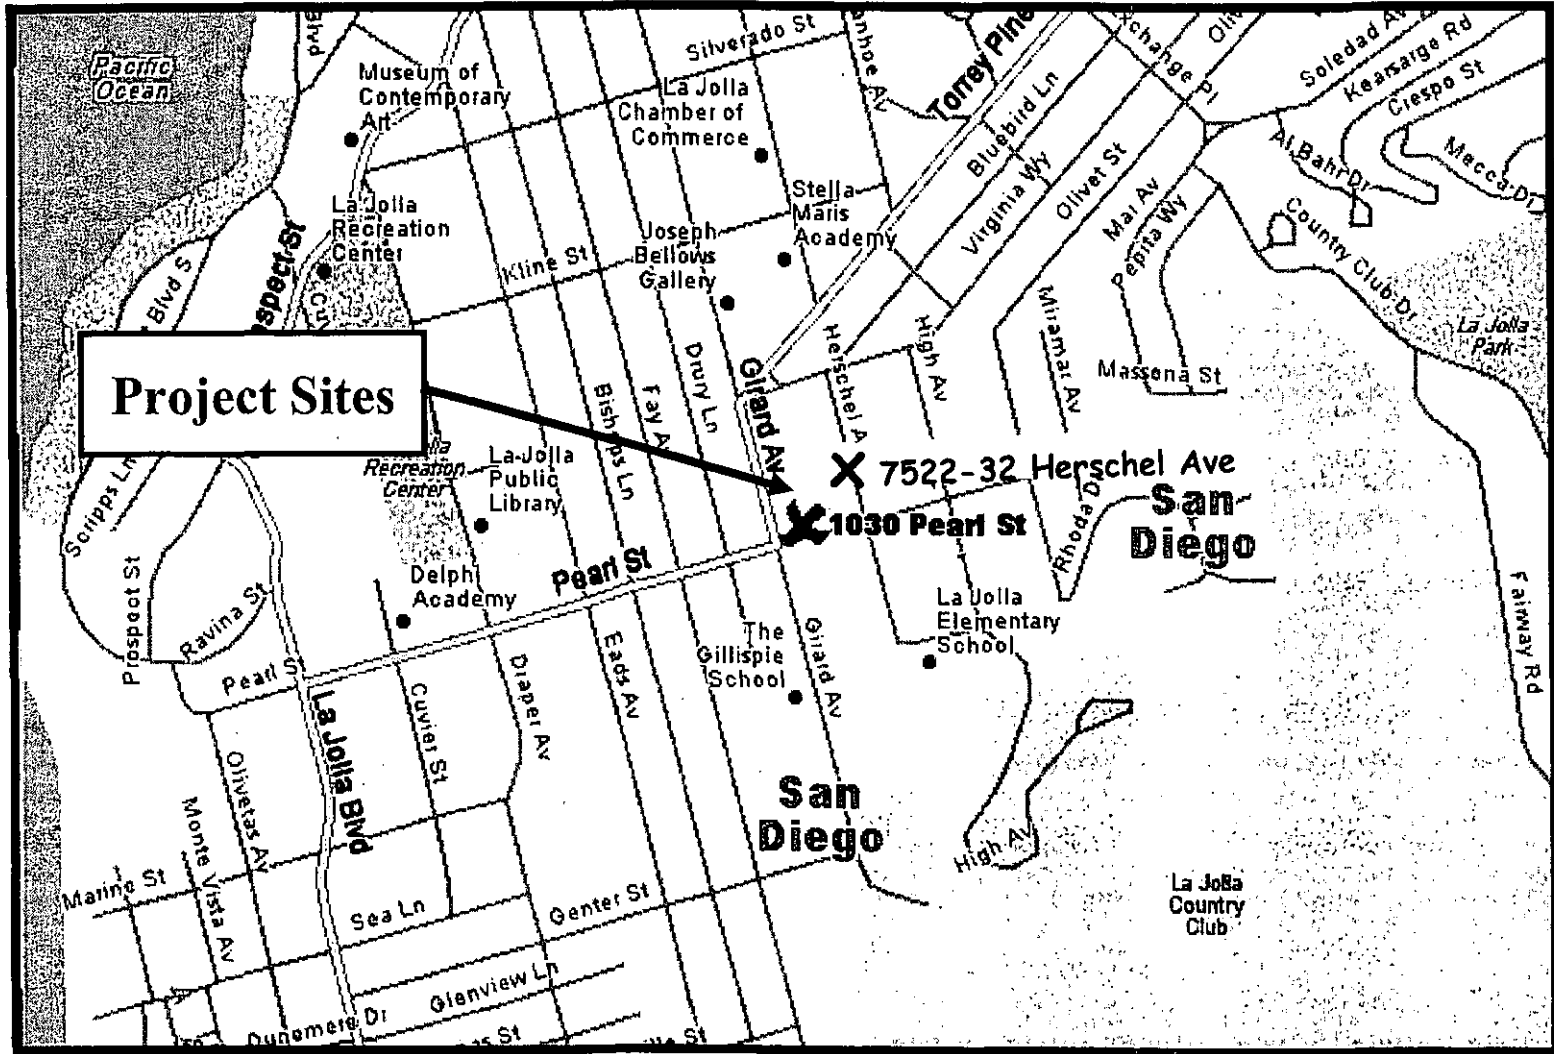 Blvd
Pacific
Ocean
Museum of
Contemporary
Art
Silverado St
La Jolla
Chamber of
Commerce
Torrey Pine
Bluebird Ln
Virginia Wy
Olivet St
Mar Av
Pepita Wy
Soledad Av
Kearsarge Rd
Crespo St
Al Bahr Dr
Mecca Dr
Country Club Dr
La Jolla
Park
La Jolla
Recreation
Center
Kline St
Joseph
Bellows
Gallery
Stella
Maris
Academy
Blvd S
Project Sites
Bishops Ln
Fay A
Drury Ln
Girard Av
Herschel A
High Av
Miramar Av
Massena St
Recreation
Center
La Jolla
Public
Library
X 7522-32 Herschel Ave
X 1030 Pearl St
Rhoda Dr
San
Diego
Scripps Ln
Prospect St
Ravina St
Pearl St
Pearl St
Delphi
Academy
The
Gillispie
School
La Jolla
Elementary
School
Fairway Rd
Eads Av
Girard Av
Draper Av
Cuvier St
La Jolla Blvd
Olivetas Av
Monte Vista Av
Marine St
Sea Ln
Genter St
San
Diego
High Av
La Jolla
Country
Club
Glenview Ln
Dunemere Dr